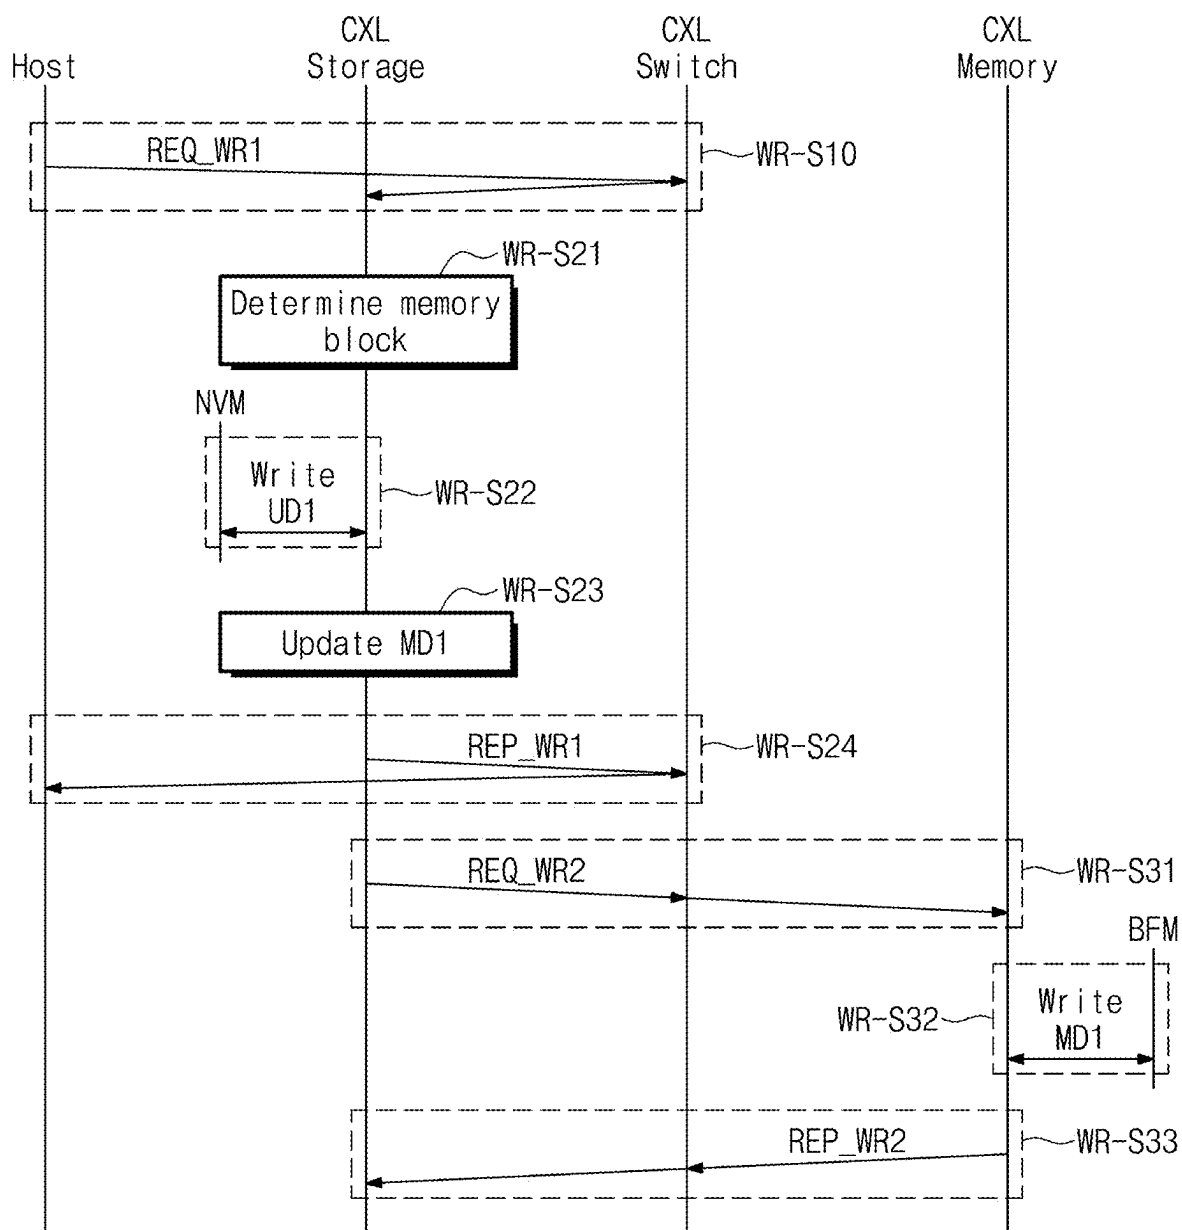 CXL
CXL
CXL
Host
Storage
Switch
Memory
REQ_WR1
WR-S10
WR-S21
Determine memory
block
NVM
Write
UD1
WR-S22
WR-S23
Update MD1
REP_WR1
WR-S24
REQ_WR2
WR-S31
BFM
Write
MD1
WR-S32
REP_WR2
WR-S33